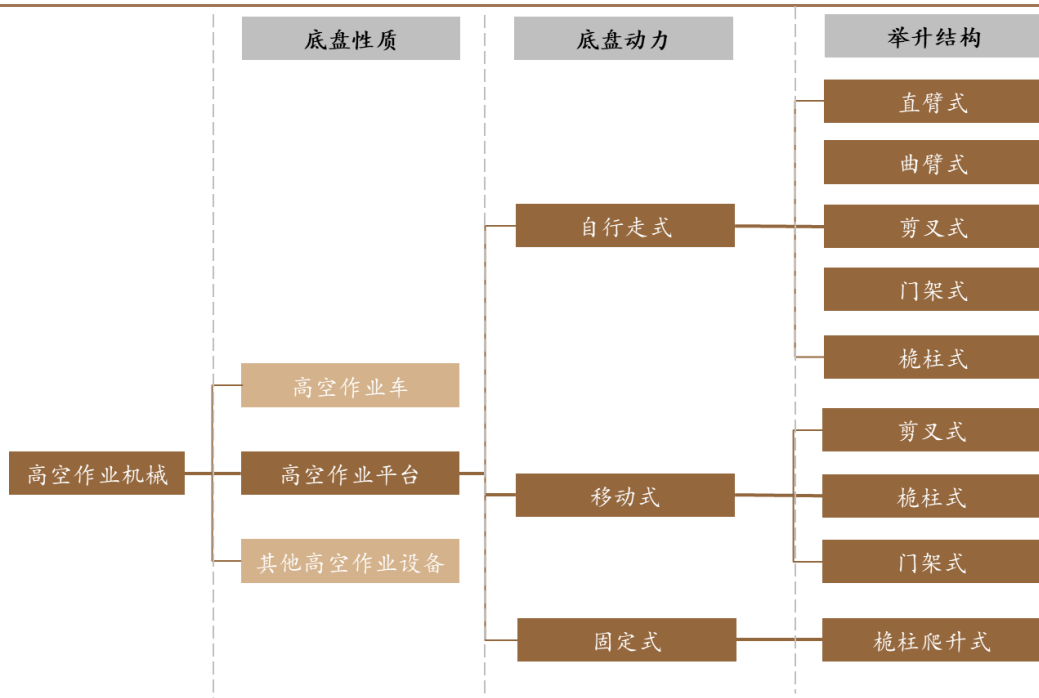 底盘性质
底盘动力
举升结构
直臂式
曲臂式
自行走式
剪叉式
门架式
桅柱式
高空作业车
剪叉式
高空作业机械
高空作业平台
移动式
桅柱式
其他高空作业设备
门架式
固定式
桅柱爬升式